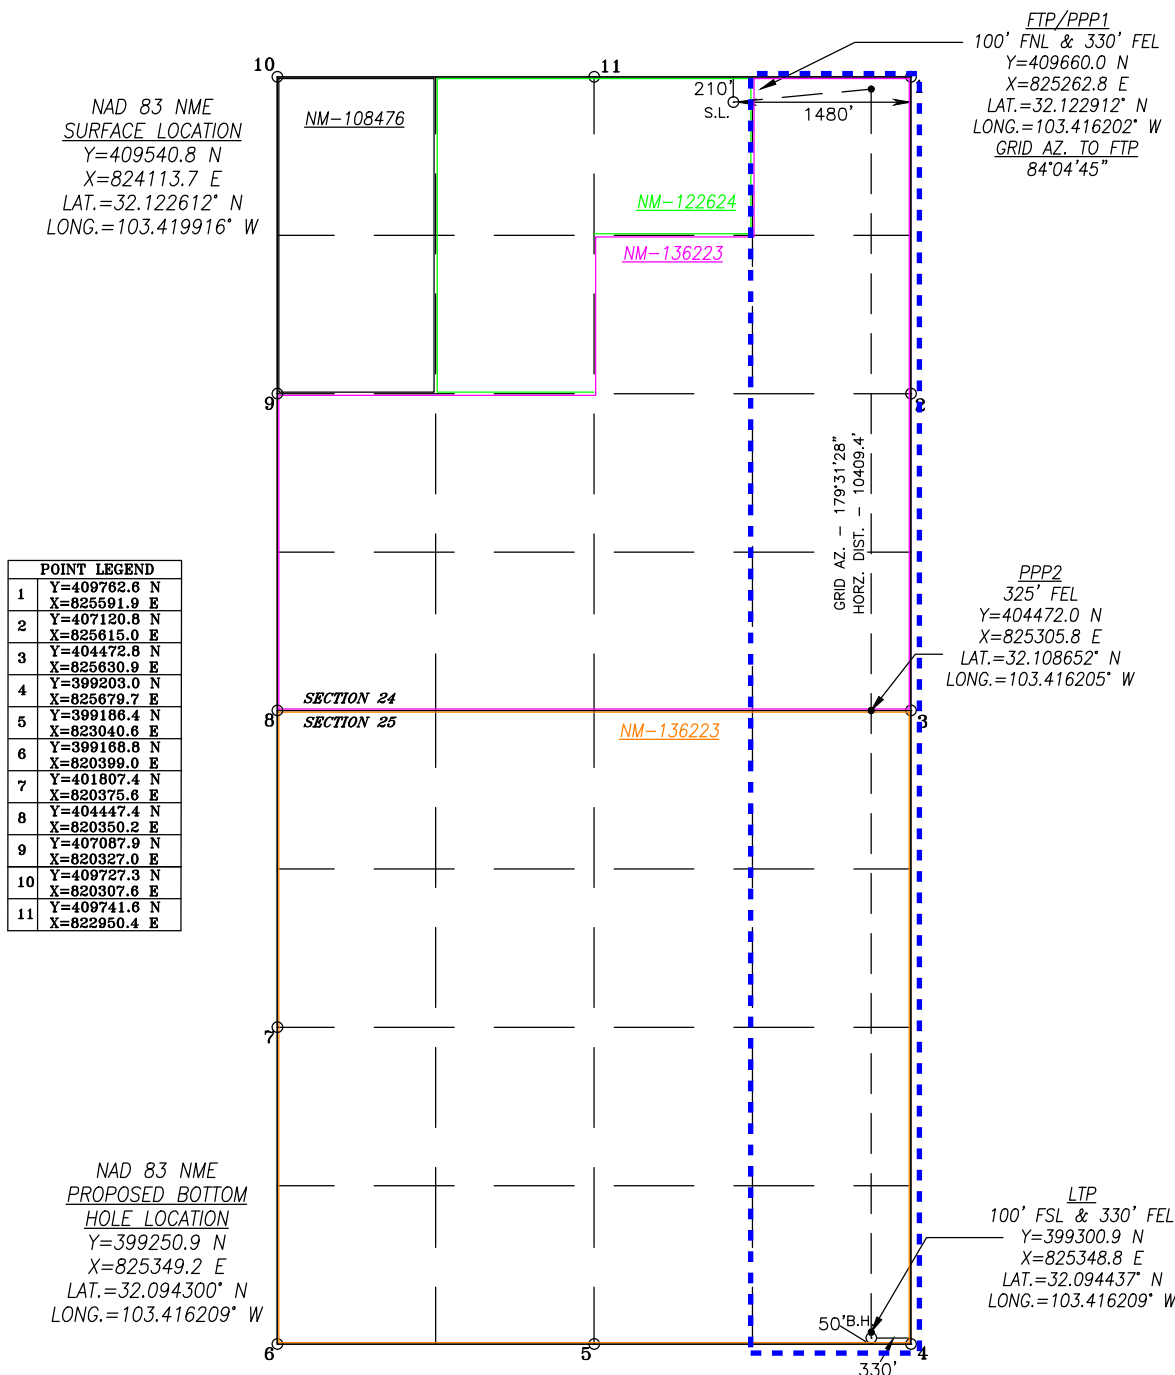 10
11
1
NM-108476
210'
S.L.
1480'
NM-122624
NM-136223
NAD 83 NME
SURFACE LOCATION
Y=409540.8 N
X=824113.7 E
LAT.=32.122612° N
LONG.=103.419916° W
FTP/PPP1
100' FNL & 330' FEL
Y=409660.0 N
X=825262.8 E
LAT.=32.122912° N
LONG.=103.416202° W
GRID AZ. TO FTP
84°04'45"
9
2
GRID AZ. - 179°31'28"
HORZ. DIST. - 10409.4'
POINT LEGEND
1 Y=409762.6 N
X=825591.9 E
2 Y=407120.8 N
X=825615.0 E
3 Y=404472.8 N
X=825630.9 E
4 Y=399203.0 N
X=825679.7 E
5 Y=399186.4 N
X=823040.6 E
6 Y=399168.8 N
X=820399.0 E
7 Y=401807.4 N
X=820375.6 E
8 Y=404447.4 N
X=820350.2 E
9 Y=407087.9 N
X=820327.0 E
10 Y=409727.3 N
X=820307.6 E
11 Y=409741.6 N
X=822950.4 E
PPP2
325' FEL
Y=404472.0 N
X=825305.8 E
LAT.=32.108652° N
LONG.=103.416205° W
SECTION 24
8
3
SECTION 25
NM-136223
7
NAD 83 NME
PROPOSED BOTTOM
HOLE LOCATION
Y=399250.9 N
X=825349.2 E
LAT.=32.094300° N
LONG.=103.416209° W
LTP
100' FSL & 330' FEL
Y=399300.9 N
X=825348.8 E
LAT.=32.094437° N
LONG.=103.416209° W
50'
B.H.
6
5
4
330'